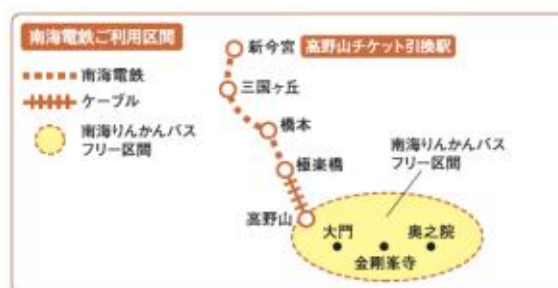 南海電鉄ご利用区間
南海電鉄
ケーブル
南海りんかんバス
フリー区間
新今宮 高野山チケット引換駅
三国ヶ丘
橋本
極楽橋
高野山
南海りんかんバス
フリー区間
大門
奥之院
金剛峯寺